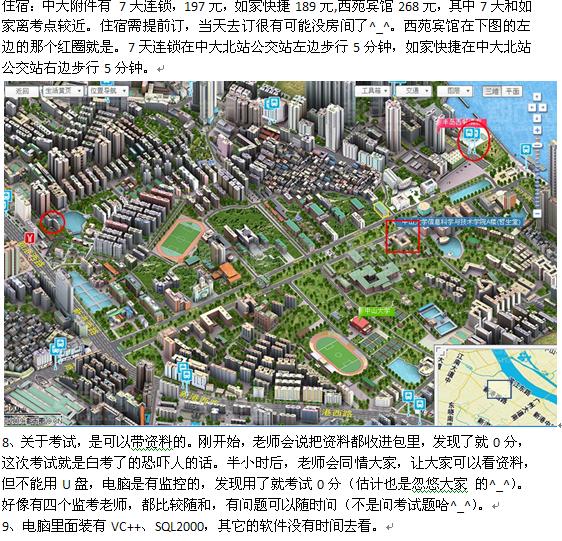 住宿：中大附件有 7 天连锁，197 元，如家快捷 189 元,西苑宾馆 268 元，其中 7 天和如
家离考点较近。住宿需提前订，当天去订很有可能没房间了^_^。西苑宾馆在下图的左
边的那个红圈就是。7 天连锁在中大北站公交站左边步行 5 分钟，如家快捷在中大北站
公交站右边步行 5 分钟。
返回 生活黄页 位置导航 工具箱 交通 图层 三维 平面
中山大学信息科学与技术学院A楼(哲生堂)
中山大学
港西路
8、关于考试，是可以带资料的。刚开始，老师会说把资料都收进包里，发现了就 0 分，
这次考试就是白考了的恐吓人的话。半小时后，老师会同情大家，让大家可以看资料，
但不能用 U 盘，电脑是有监控的，发现用了就考试 0 分（估计也是忽悠大家 的^_^）。
好像有四个监考老师，都比较随和，有问题可以随时问（不是问考试题哈^_^）。
9、电脑里面装有 VC++、SQL2000，其它的软件没有时间去看。